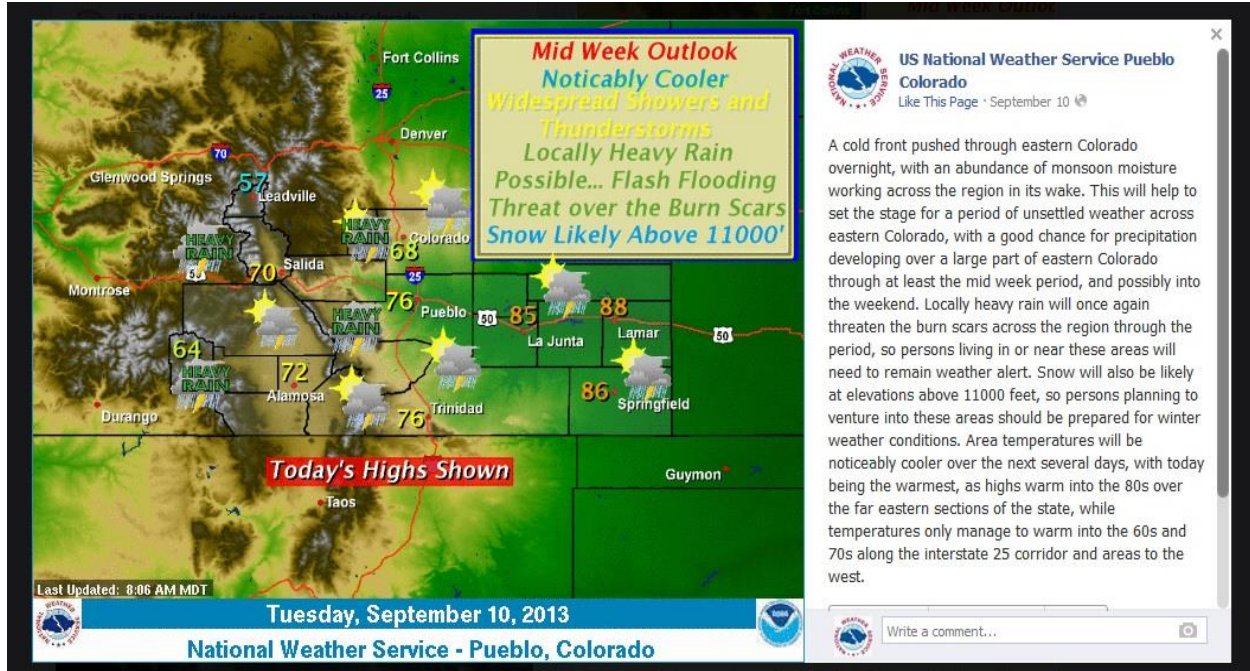 Mid Week Outlook
Noticably Cooler
Widespread Showers and
Thunderstorms
Locally Heavy Rain
Possible... Flash Flooding
Threat over the Burn Scars
Snow Likely Above 11000'
Fort Collins
25
Denver
70
Glenwood Springs
57
Leadville
HEAVY
RAIN
68
Colorado
HEAVY
RAIN
50
70
Salida
25
Montrose
76
Pueblo
50
85
88
La Junta
Lamar
50
HEAVY
RAIN
64
HEAVY
RAIN
72
Alamosa
86
Springfield
Durango
76
Trinidad
Today's Highs Shown
Guymon
Taos
Last Updated: 8:06 AM MDT
Tuesday, September 10, 2013
National Weather Service - Pueblo, Colorado
NATIONAL WEATHER SERVICE
US National Weather Service Pueblo
Colorado
Like This Page · September 10
A cold front pushed through eastern Colorado
overnight, with an abundance of monsoon moisture
working across the region in its wake. This will help to
set the stage for a period of unsettled weather across
eastern Colorado, with a good chance for precipitation
developing over a large part of eastern Colorado
through at least the mid week period, and possibly into
the weekend. Locally heavy rain will once again
threaten the burn scars across the region through the
period, so persons living in or near these areas will
need to remain weather alert. Snow will also be likely
at elevations above 11000 feet, so persons planning to
venture into these areas should be prepared for winter
weather conditions. Area temperatures will be
noticeably cooler over the next several days, with today
being the warmest, as highs warm into the 80s over
the far eastern sections of the state, while
temperatures only manage to warm into the 60s and
70s along the interstate 25 corridor and areas to the
west.
Write a comment...